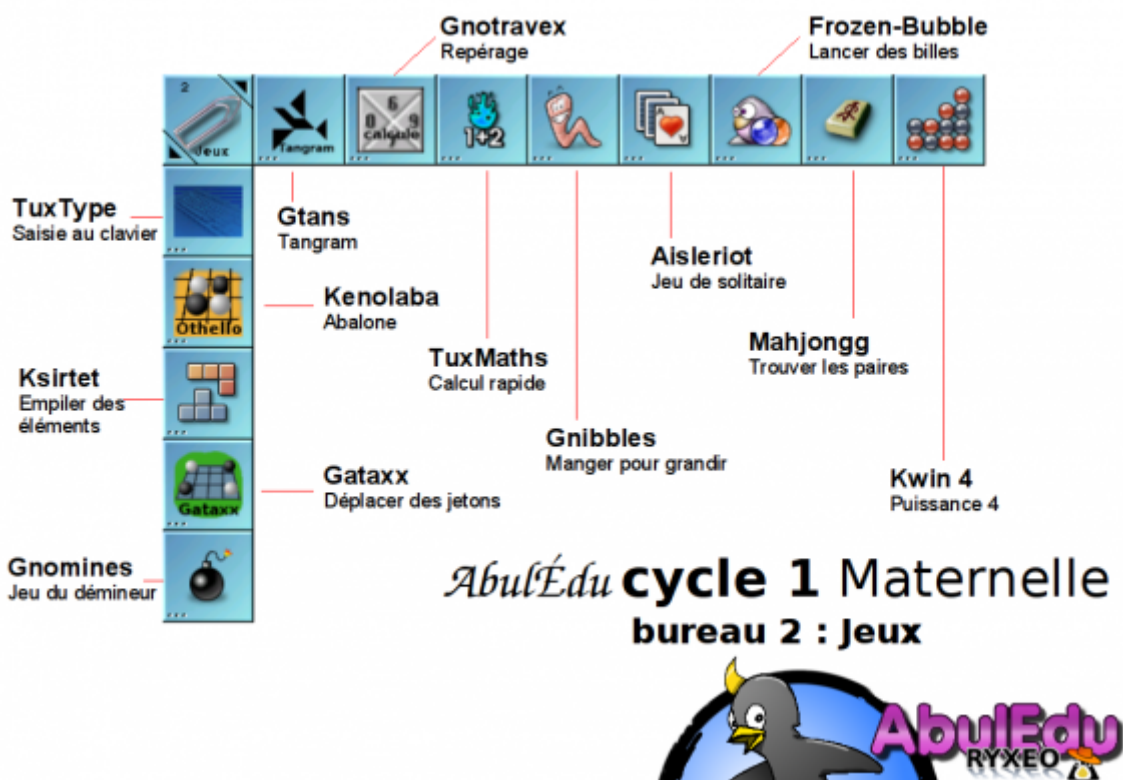 Gnotravex
Repérage
Frozen-Bubble
Lancer des billes
2
Jeux
Tangram
6
0 9
calcule
1+2
A
TuxType
Saisie au clavier
Gtans
Tangram
Aisleriot
Jeu de solitaire
Othello
Kenolaba
Abalone
TuxMaths
Calcul rapide
Mahjongg
Trouver les paires
Ksirtet
Empiler des
éléments
Gnibbles
Manger pour grandir
Gataxx
Gataxx
Déplacer des jetons
Kwin 4
Puissance 4
Gnomines
Jeu du démineur
AbulÉdu cycle 1 Maternelle
bureau 2 : Jeux
AbulEdu
RYXEO